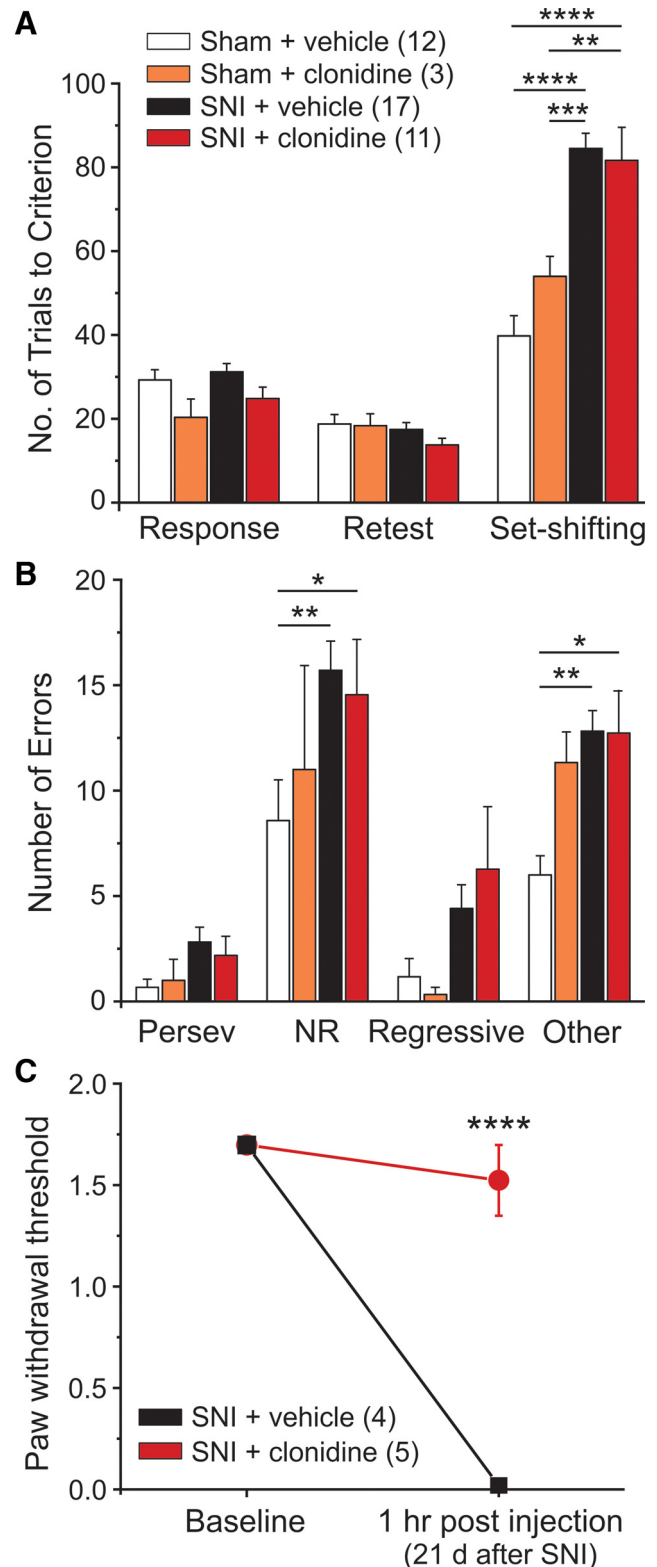 A
****
**
****
***
Sham + vehicle (12)
Sham + clonidine (3)
SNI + vehicle (17)
SNI + clonidine (11)
No. of Trials to Criterion
100
80
60
40
20
0
Response Retest Set-shifting
B
Number of Errors
20
15
10
5
0
*
**
*
**
Persev NR Regressive Other
C
Paw withdrawal threshold
2.0
1.5
1.0
0.5
0.0
****
SNI + vehicle (4)
SNI + clonidine (5)
Baseline 1 hr post injection
(21 d after SNI)